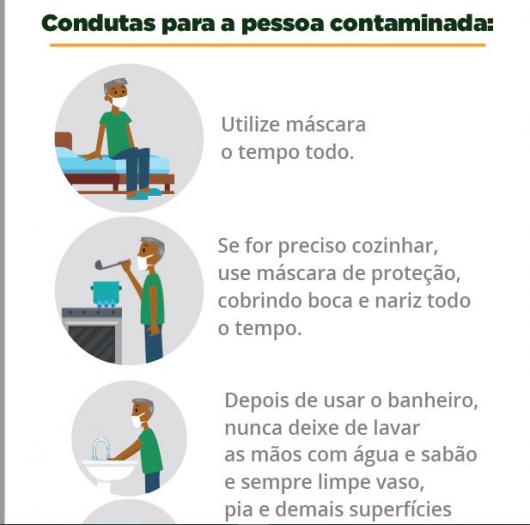 Condutas para a pessoa contaminada:
Utilize máscara
o tempo todo.
Se for preciso cozinhar,
use máscara de proteção,
cobrindo boca e nariz todo
o tempo.
Depois de usar o banheiro,
nunca deixe de lavar
as mãos com água e sabão
e sempre limpe vaso,
pia e demais superfícies